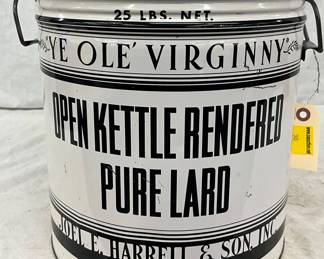 25 LBS. NET.
"YE OLE' VIRGINNY"
OPEN KETTLE RENDERED
PURE LARD
JOEL E. HARRELL & SON, INC.